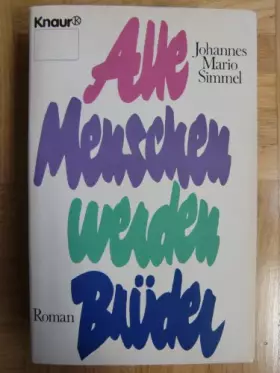 Knaur®
Alle
Johannes
Mario
Simmel
Menschen
werden
Brüder
Roman